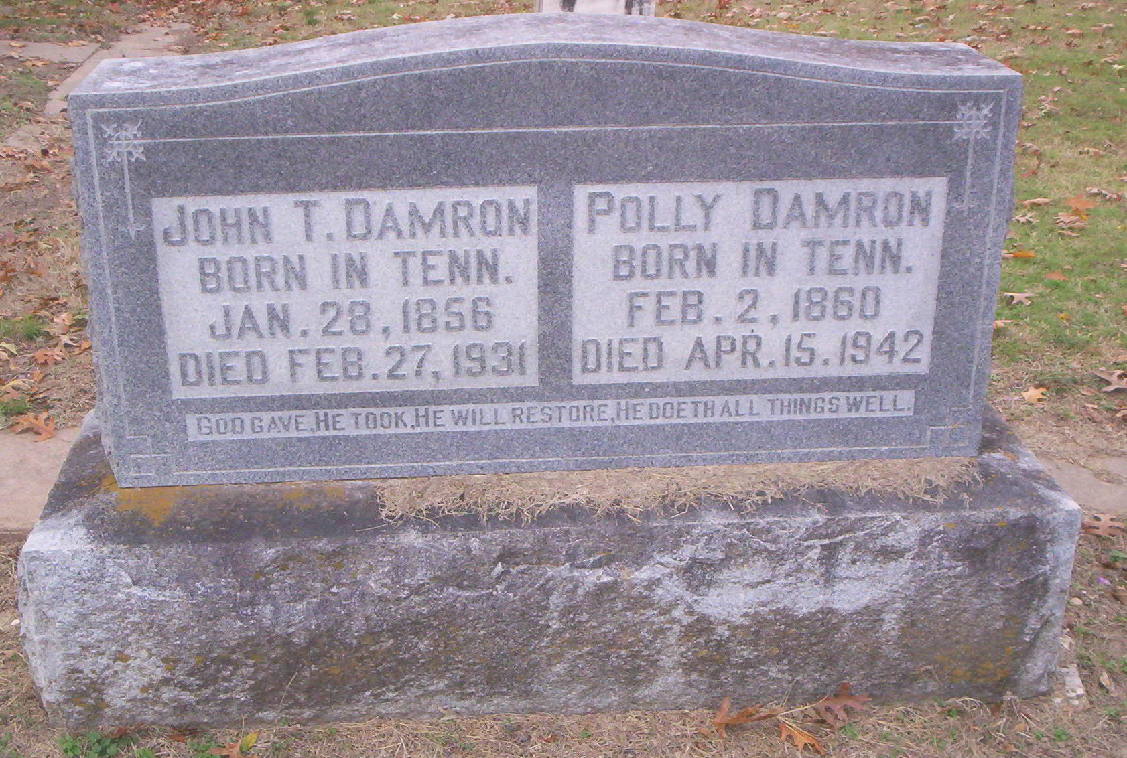 JOHN T. DAMRON
BORN IN TENN.
JAN. 28, 1856
DIED FEB. 27, 1931
POLLY DAMRON
BORN IN TENN.
FEB. 2, 1860
DIED APR. 15. 1942
GOD GAVE, HE TOOK, HE WILL RESTORE, HE DOETH ALL THINGS WELL.